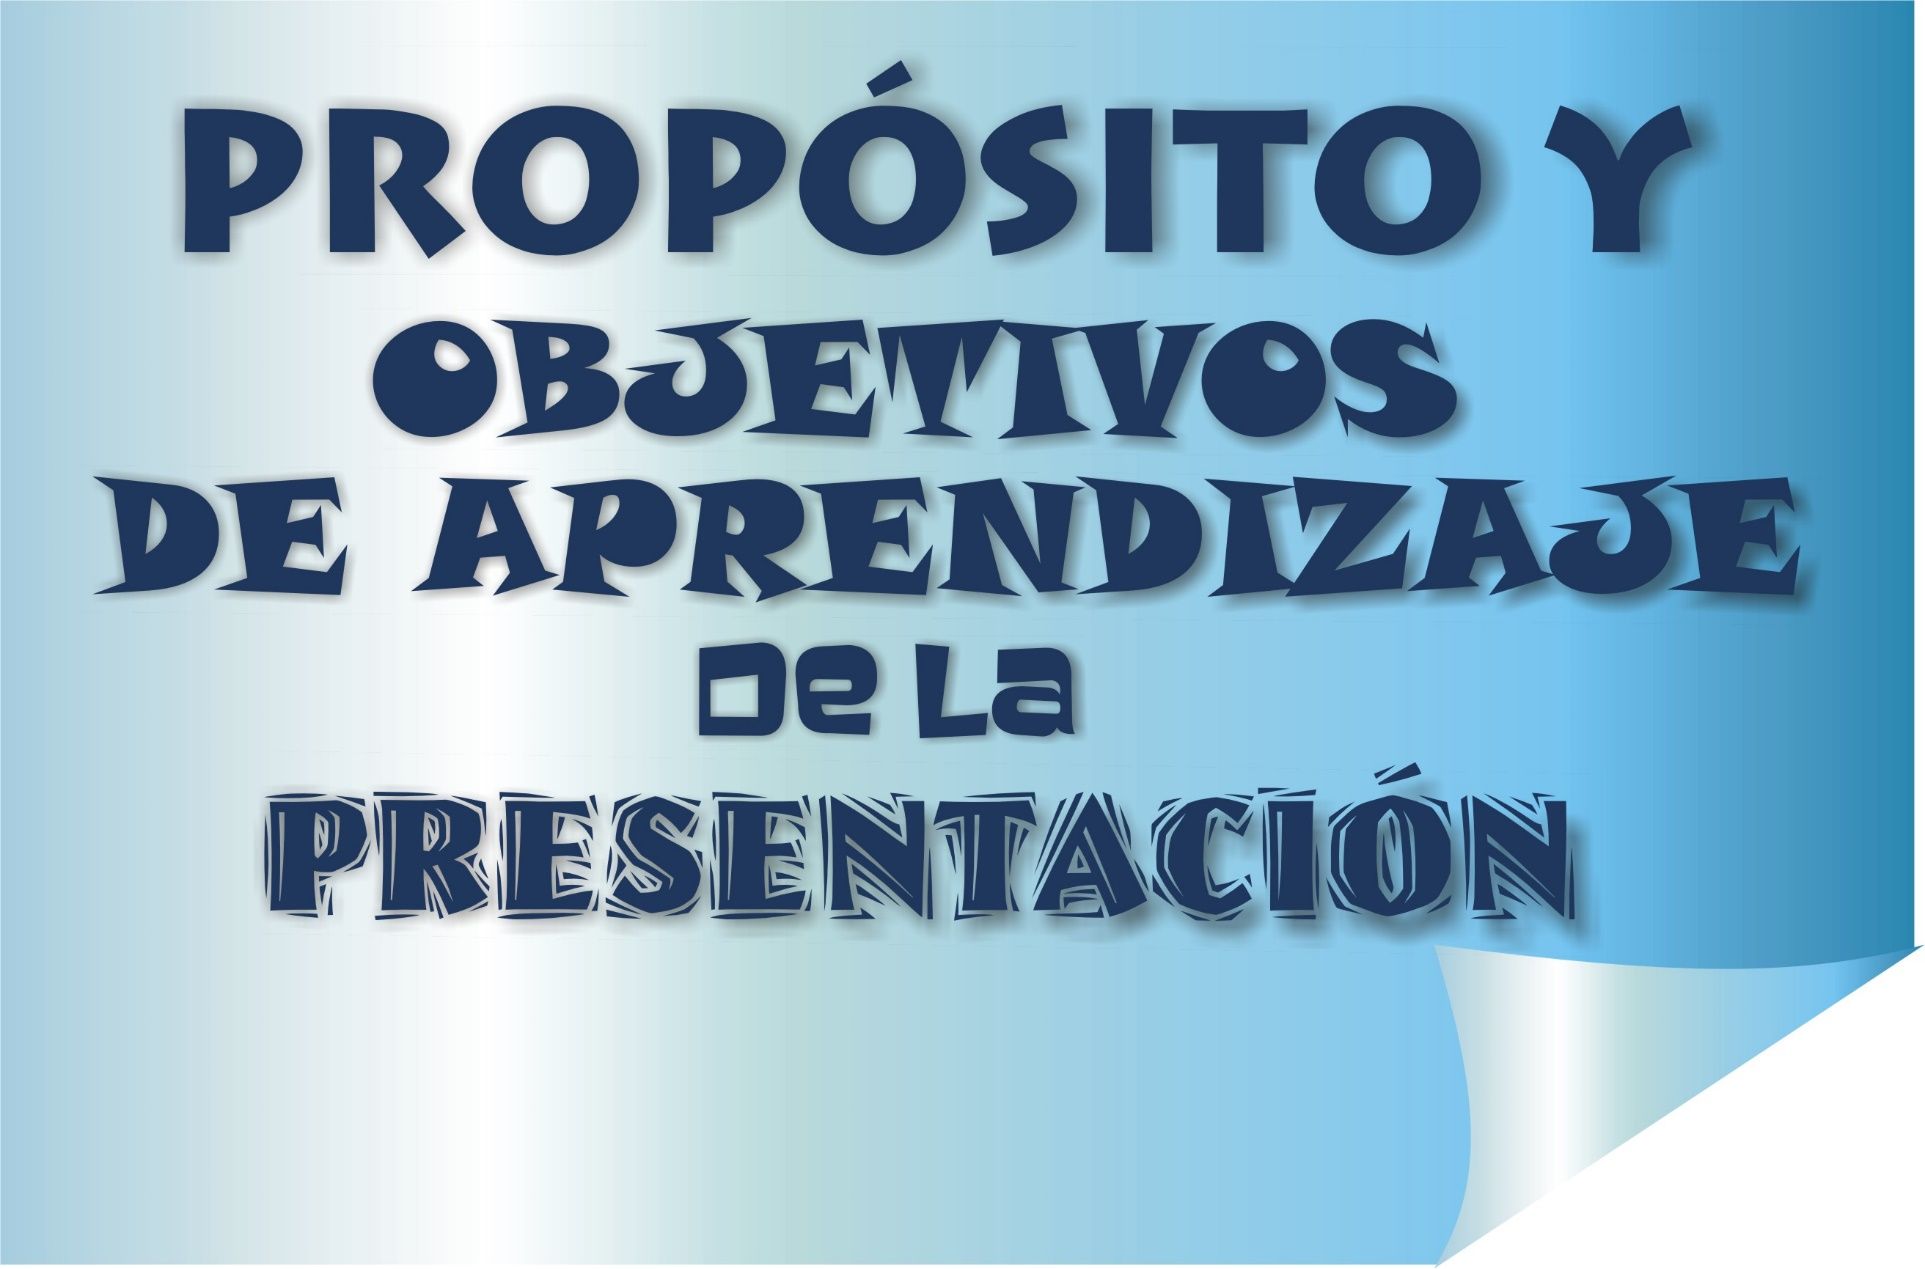 PROPÓSITO Y
OBJETIVOS
DE APRENDIZAJE
De La
PRESENTACIÓN